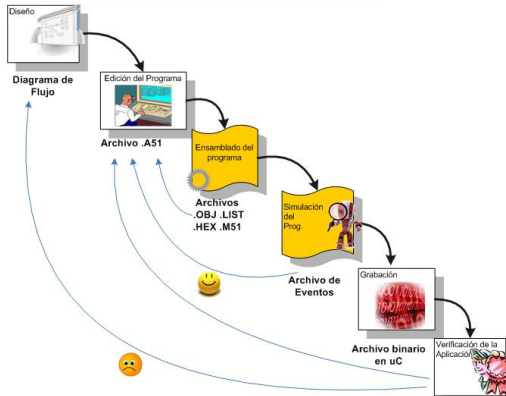 Diseño
Diagrama de
Flujo
Edición del Programa
Archivo .A51
Ensamblado del
programa
Archivos
.OBJ .LIST
.HEX .M51
Simulación
del
Prog.
Archivo de
Eventos
Grabación
Archivo binario
en uC
Verificación de la
Aplicación